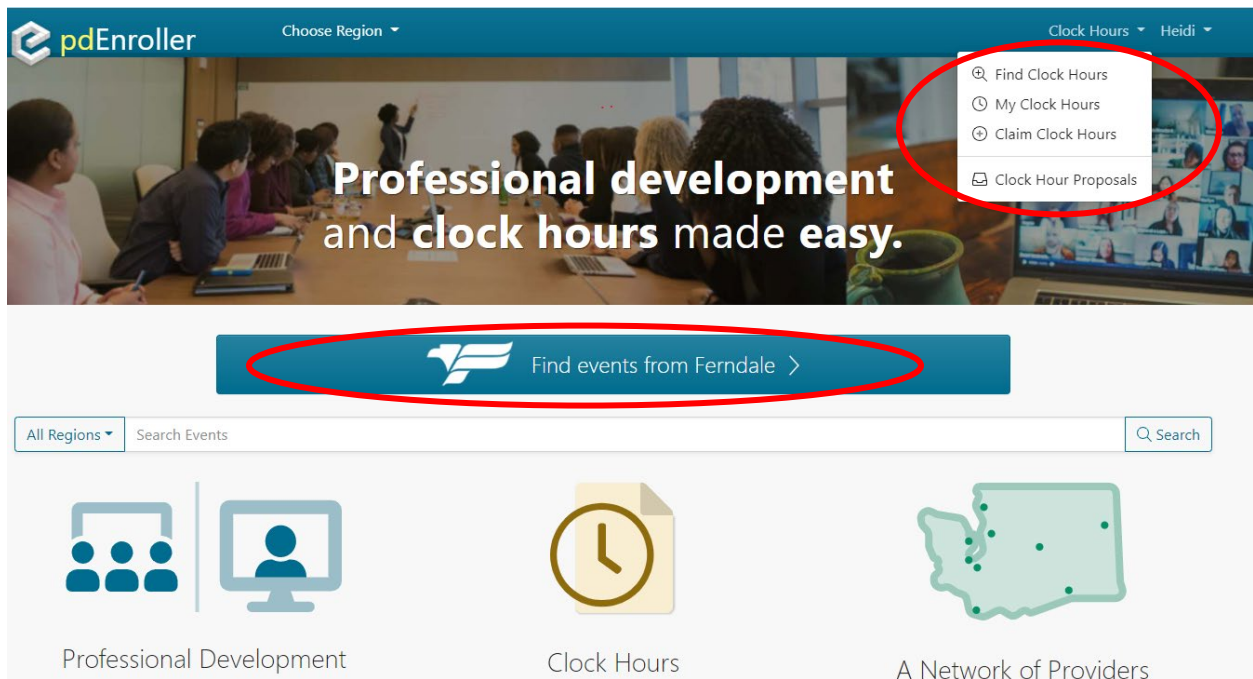 pdEnroller
Choose Region
Clock Hours
Heidi
Find Clock Hours
My Clock Hours
Claim Clock Hours
Clock Hour Proposals
Professional development
and clock hours made easy.
Find events from Ferndale
All Regions
Search Events
Search
Professional Development
Clock Hours
A Network of Providers